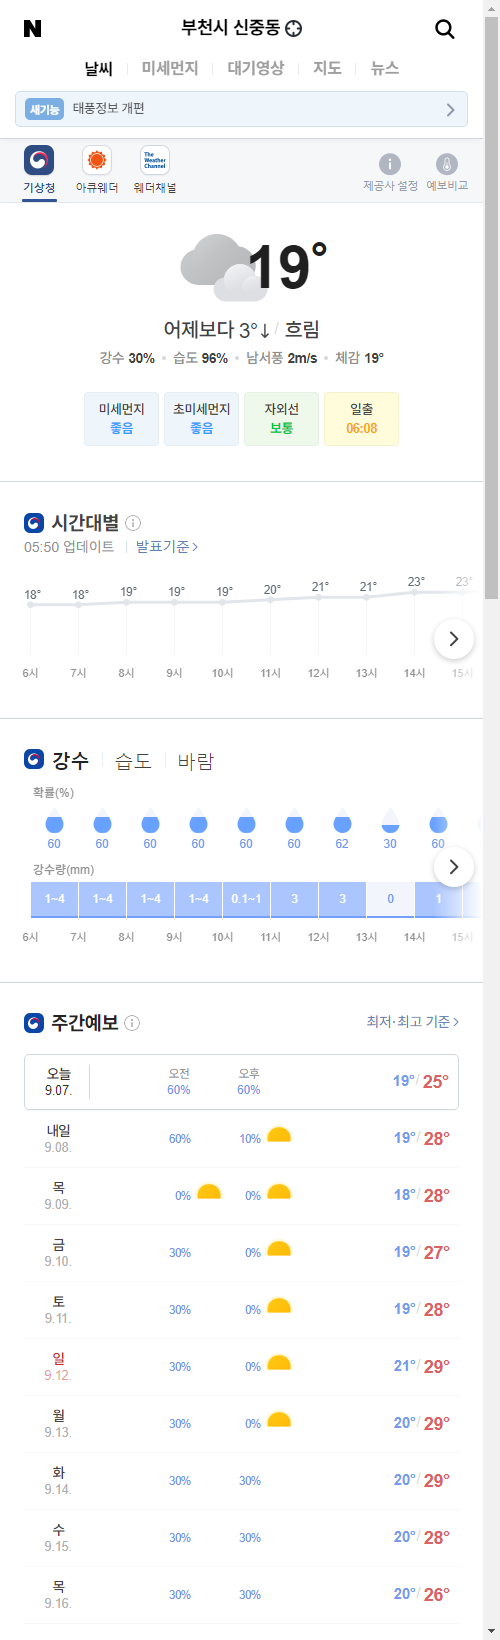 N 부천시 신중동
날씨 미세먼지 대기영상 지도 뉴스
새기능 태풍정보 개편
The Weather Channel
기상청 아큐웨더 웨더채널 제공사 설정 예보비교
19°
어제보다 3°↓ / 흐림
강수 30% • 습도 96% • 남서풍 2m/s • 체감 19°
미세먼지 초미세먼지 자외선 일출
좋음 좋음 보통 06:08
시간대별
05:50 업데이트 발표기준 >
18° 18° 19° 19° 19° 20° 21° 21° 23° 23°
6시 7시 8시 9시 10시 11시 12시 13시 14시 15시
강수 습도 바람
확률(%)
60 60 60 60 60 60 62 30 60
강수량(mm)
1~4 1~4 1~4 1~4 0.1~1 3 3 0 1
6시 7시 8시 9시 10시 11시 12시 13시 14시 15시
주간예보 최저·최고 기준 >
오늘 오전 오후
9.07. 60% 60% 19° / 25°
내일
9.08. 60% 10% 19° / 28°
목
9.09. 0% 0% 18° / 28°
금
9.10. 30% 0% 19° / 27°
토
9.11. 30% 0% 19° / 28°
일
9.12. 30% 0% 21° / 29°
월
9.13. 30% 0% 20° / 29°
화
9.14. 30% 30% 20° / 29°
수
9.15. 30% 30% 20° / 28°
목
9.16. 30% 30% 20° / 26°